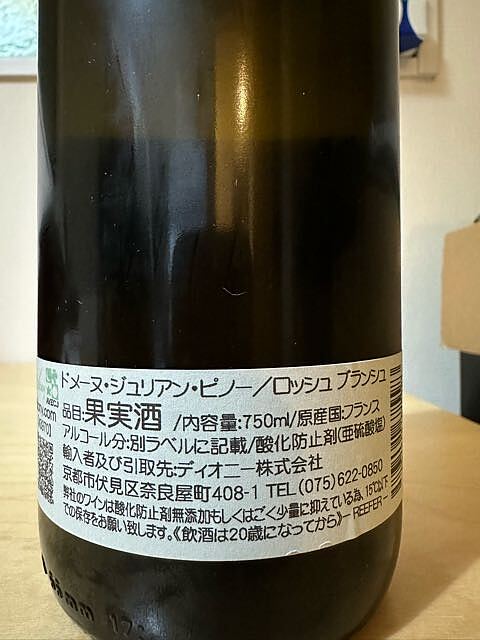 ドメーヌ・ジュリアン・ピノー/ロッシュ ブランシュ
品目:果実酒 /内容量:750ml/原産国:フランス
アルコール分:別ラベルに記載/酸化防止剤(亜硫酸塩)
輸入者及び引取先:ディオニー株式会社
京都市伏見区奈良屋町408-1 TEL(075)622-0850
弊社のワインは酸化防止剤無添加もしくはごく少量に抑えている為、15℃以下
での保存をお願い致します。《飲酒は20歳になってから》— REEFER —